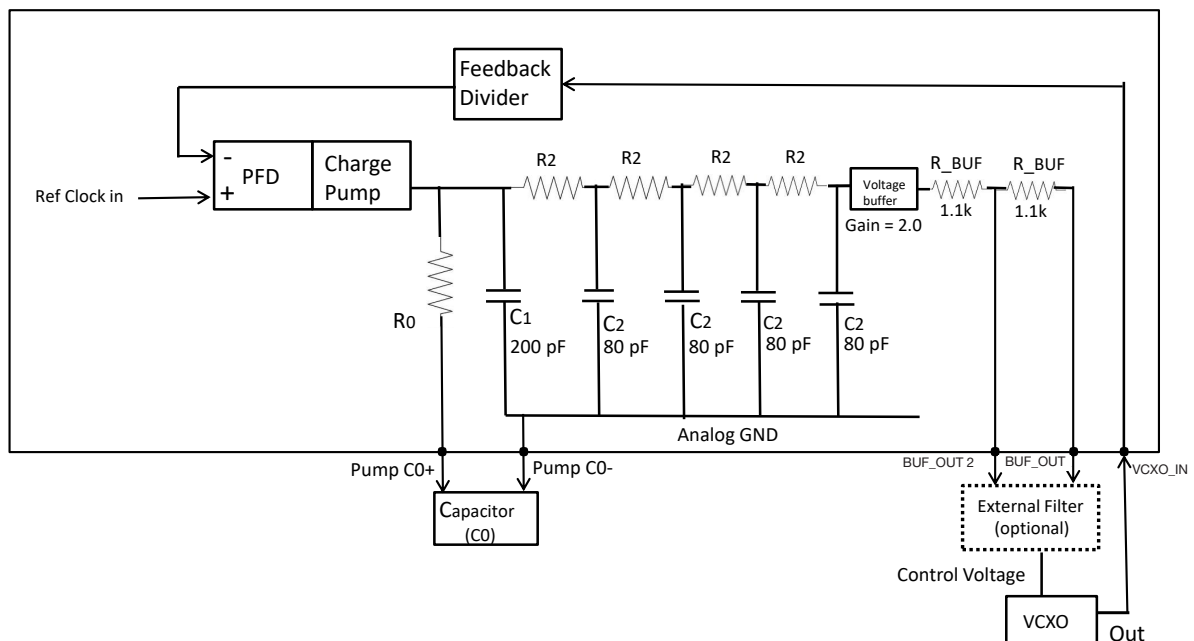 Feedback
Divider
PFD
-
+
Charge
Pump
Ref Clock in
R2
R2
R2
R2
Voltage
buffer
Gain = 2.0
R_BUF
1.1k
R_BUF
1.1k
R0
C1
200 pF
C2
80 pF
C2
80 pF
C2
80 pF
C2
80 pF
Analog GND
Pump C0+
Pump C0-
BUF_OUT 2
BUF_OUT
VCXO_IN
Capacitor
(C0)
External Filter
(optional)
Control Voltage
VCXO
Out